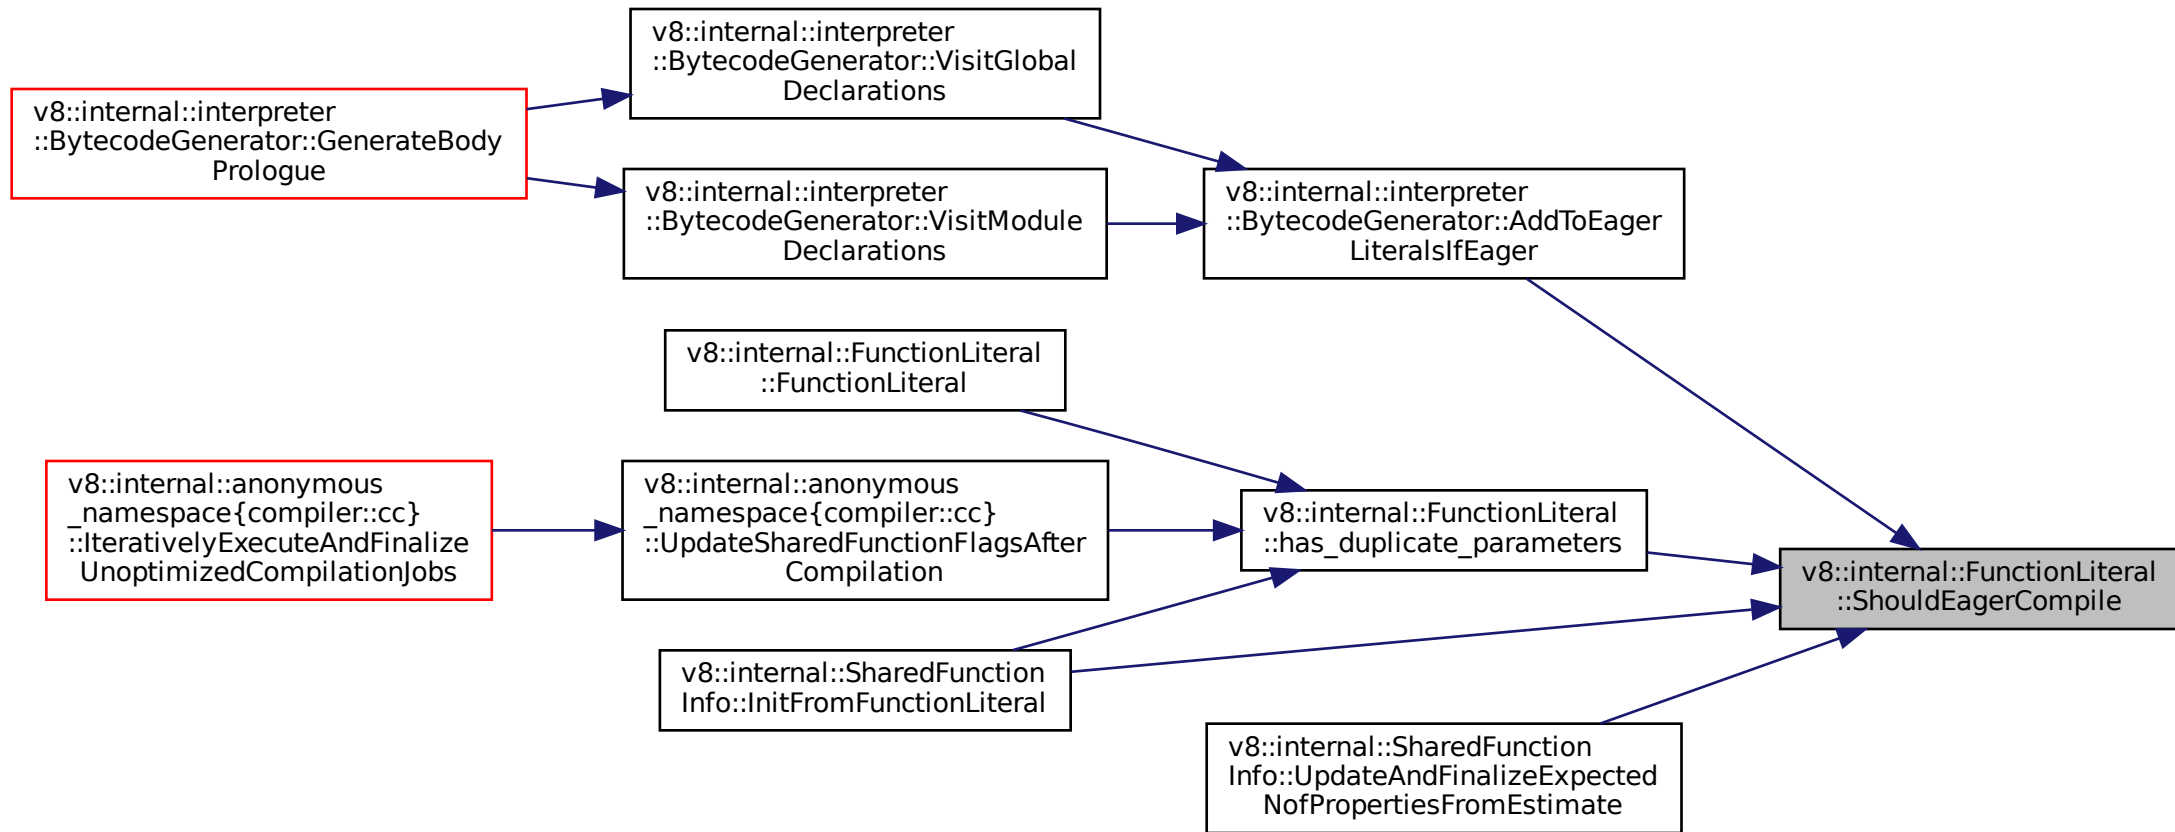 v8::internal::interpreter
::BytecodeGenerator::VisitGlobal
Declarations
v8::internal::interpreter
::BytecodeGenerator::GenerateBody
Prologue
v8::internal::interpreter
::BytecodeGenerator::VisitModule
Declarations
v8::internal::interpreter
::BytecodeGenerator::AddToEager
LiteralsIfEager
v8::internal::FunctionLiteral
::FunctionLiteral
v8::internal::anonymous
_namespace{compiler::cc}
::IterativelyExecuteAndFinalize
UnoptimizedCompilationJobs
v8::internal::anonymous
_namespace{compiler::cc}
::UpdateSharedFunctionFlagsAfter
Compilation
v8::internal::FunctionLiteral
::has_duplicate_parameters
v8::internal::FunctionLiteral
::ShouldEagerCompile
v8::internal::SharedFunction
Info::InitFromFunctionLiteral
v8::internal::SharedFunction
Info::UpdateAndFinalizeExpected
NofPropertiesFromEstimate